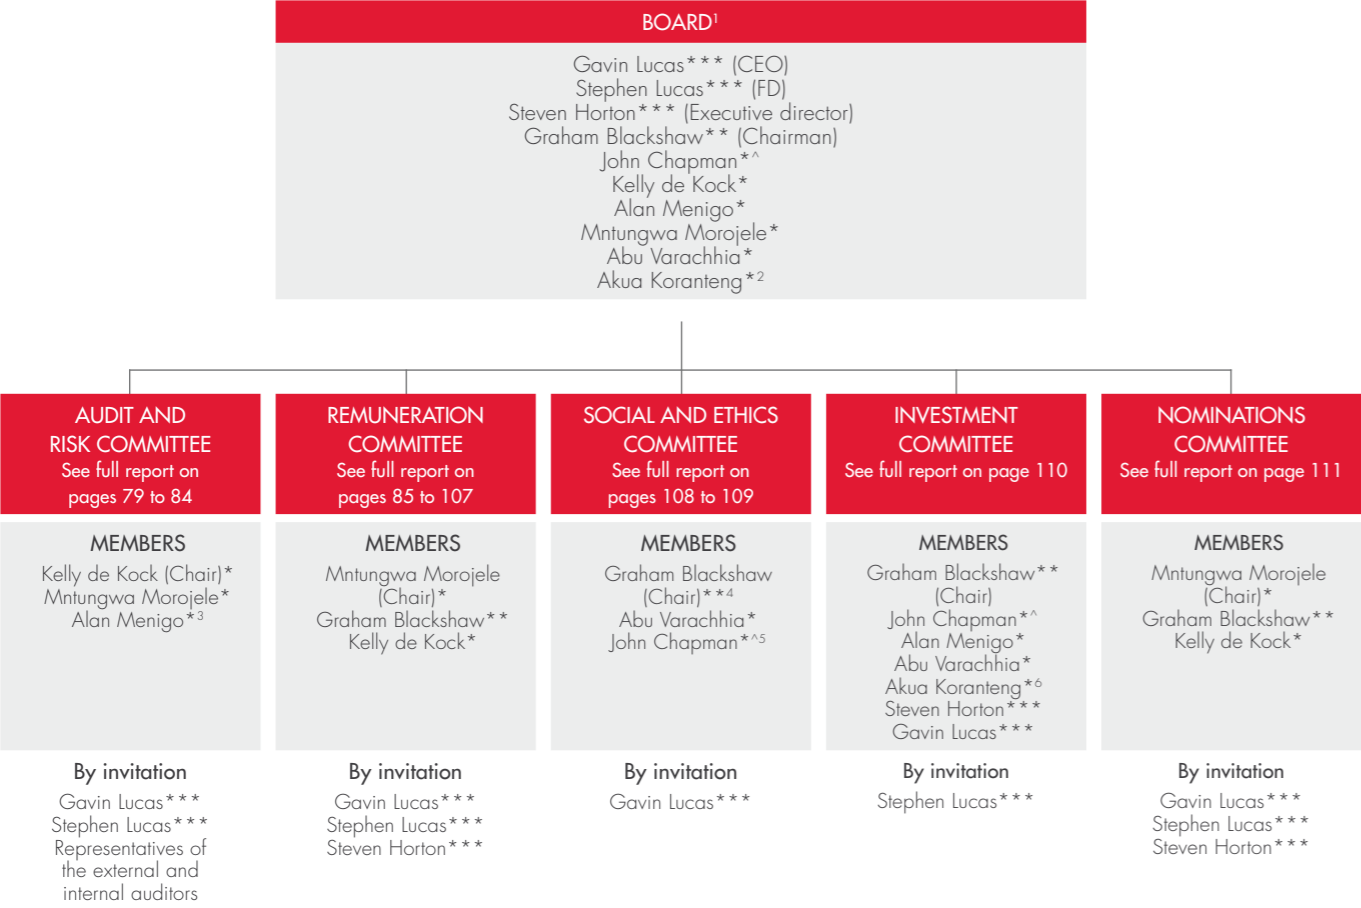 BOARD¹
Gavin Lucas*** (CEO)
Stephen Lucas*** (FD)
Steven Horton*** (Executive director)
Graham Blackshaw** (Chairman)
John Chapman*^
Kelly de Kock*
Alan Menigo*
Mntungwa Morojele*
Abu Varachhia*
Akua Koranteng*²
AUDIT AND
RISK COMMITTEE
See full report on
pages 79 to 84
MEMBERS
Kelly de Kock (Chair)*
Mntungwa Morojele*
Alan Menigo*³
By invitation
Gavin Lucas***
Stephen Lucas***
Representatives of
the external and
internal auditors
REMUNERATION
COMMITTEE
See full report on
pages 85 to 107
MEMBERS
Mntungwa Morojele
(Chair)*
Graham Blackshaw**
Kelly de Kock*
By invitation
Gavin Lucas***
Stephen Lucas***
Steven Horton***
SOCIAL AND ETHICS
COMMITTEE
See full report on
pages 108 to 109
MEMBERS
Graham Blackshaw
(Chair)**⁴
Abu Varachhia*
John Chapman*^⁵
By invitation
Gavin Lucas***
INVESTMENT
COMMITTEE
See full report on page 110
MEMBERS
Graham Blackshaw**
(Chair)
John Chapman*^
Alan Menigo*
Abu Varachhia*
Akua Koranteng*⁶
Steven Horton***
Gavin Lucas***
By invitation
Stephen Lucas***
NOMINATIONS
COMMITTEE
See full report on page 111
MEMBERS
Mntungwa Morojele
(Chair)*
Graham Blackshaw**
Kelly de Kock*
By invitation
Gavin Lucas***
Stephen Lucas***
Steven Horton***